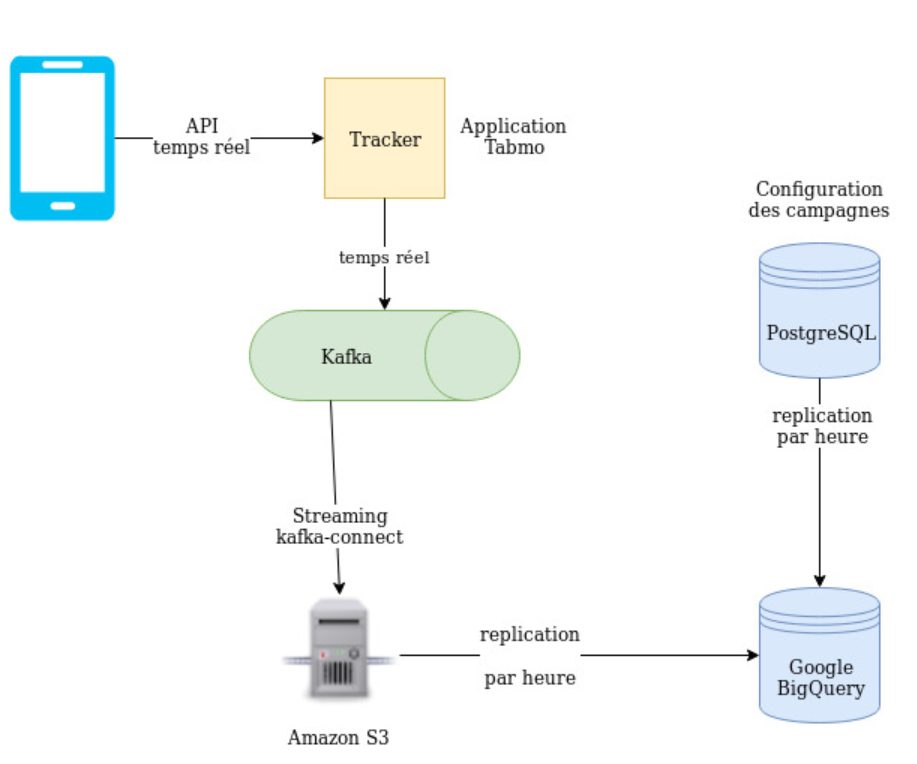 API
temps réel
Tracker
Application
Tabmo
Configuration
des campagnes
temps réel
PostgreSQL
Kafka
replication
par heure
Streaming
kafka-connect
replication
par heure
Google
BigQuery
Amazon S3